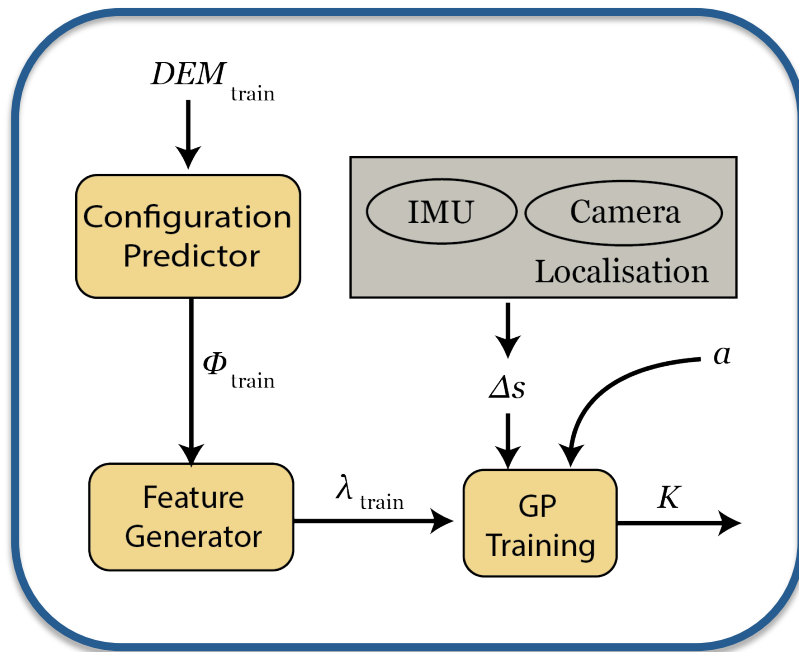 DEM train
Configuration
Predictor
IMU
Camera
Localisation
Φ train
a
Δs
Feature
Generator
λ train
GP
Training
K